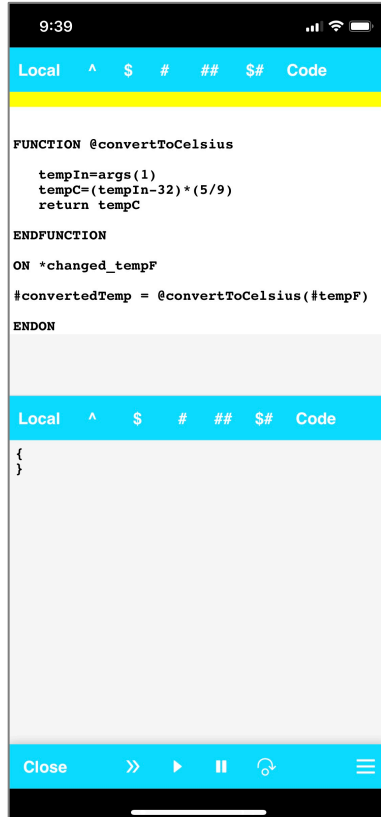 9:39
Local ^ $ # ## $# Code
FUNCTION @convertToCelsius
tempIn=args(1)
tempC=(tempIn-32)*(5/9)
return tempC
ENDFUNCTION
ON *changed_tempF
#convertedTemp = @convertToCelsius(#tempF)
ENDON
Local ^ $ # ## $# Code
{
}
Close